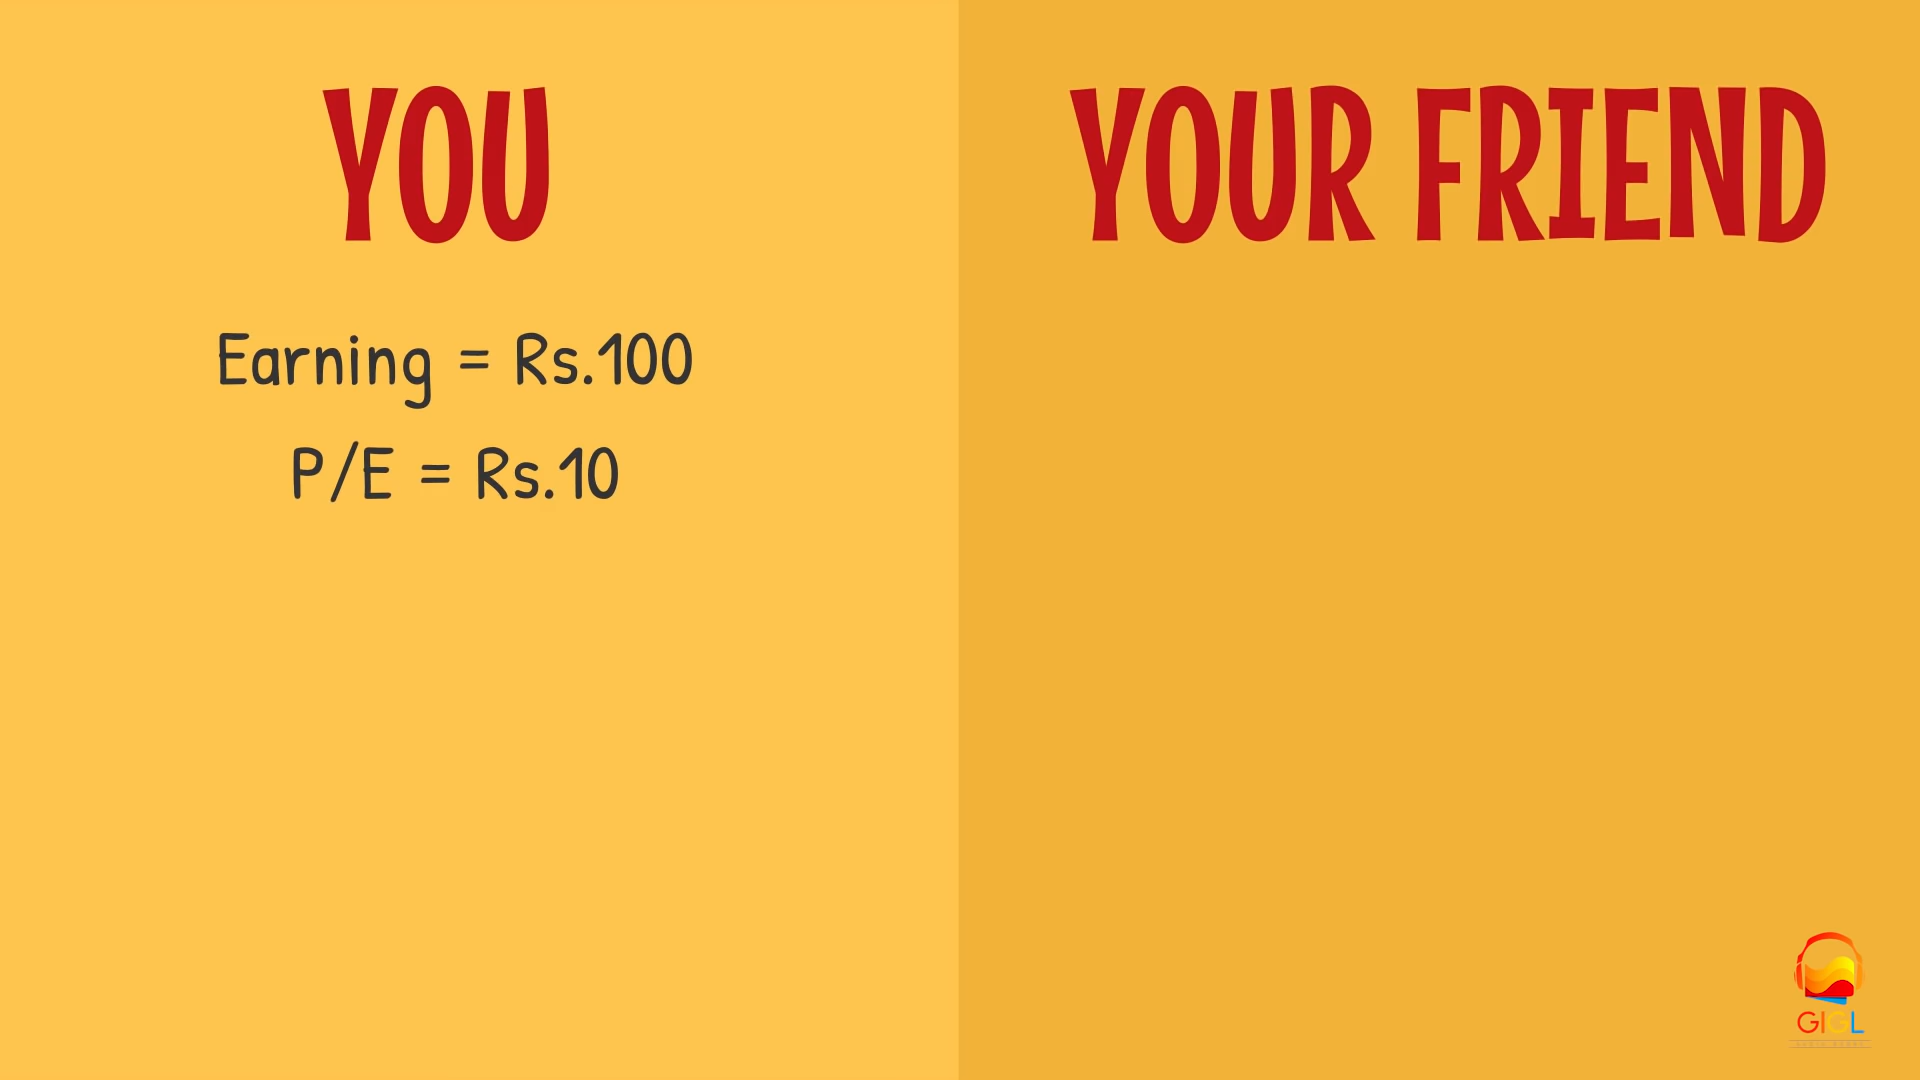 YOU
Earning = Rs.100
P/E = Rs.10
YOUR FRIEND
GIGL